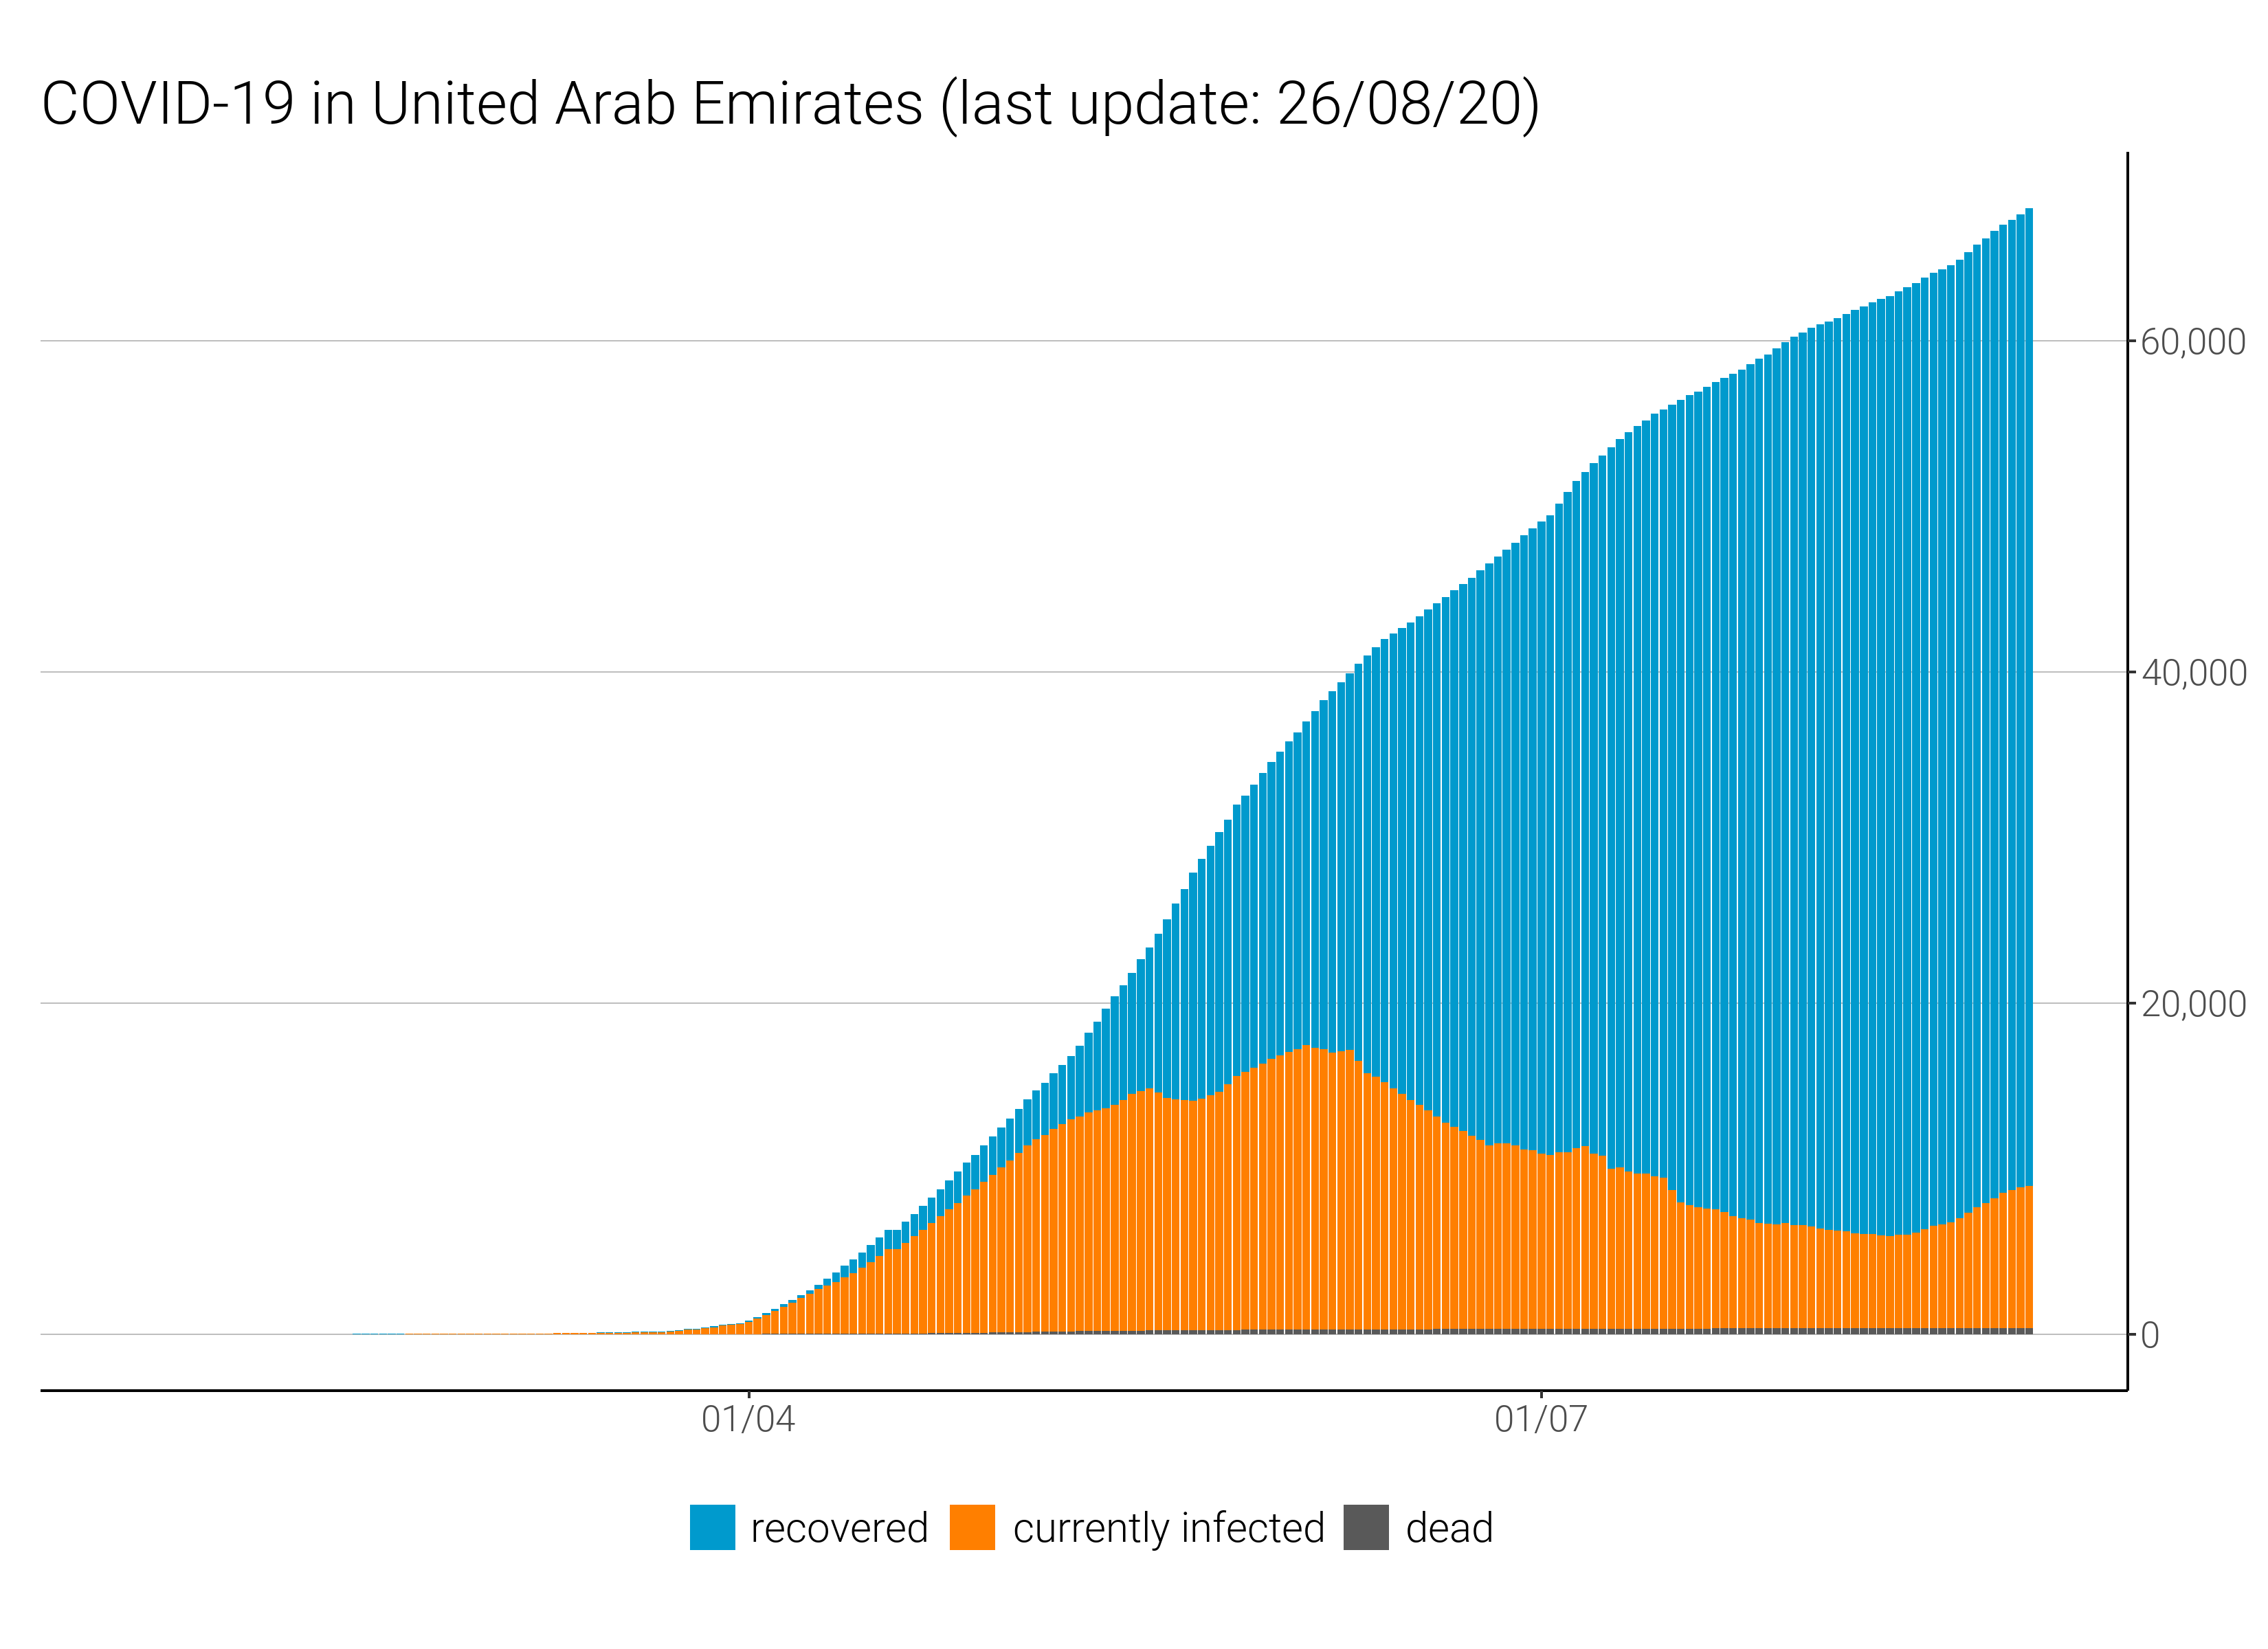 COVID-19 in United Arab Emirates (last update: 26/08/20)
60,000
40,000
20,000
0
01/04 01/07
recovered currently infected dead